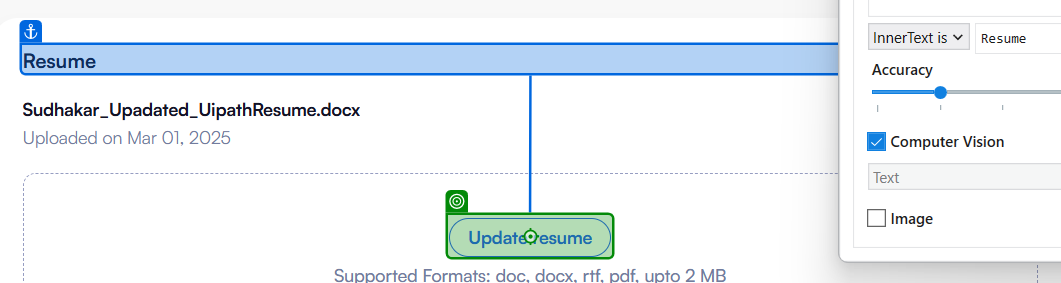 Resume
Sudhakar_Upadated_UipathResume.docx
Uploaded on Mar 01, 2025
Update resume
Supported Formats: doc, docx, rtf, pdf, upto 2 MB
InnerText is
Resume
Accuracy
Computer Vision
Text
Image